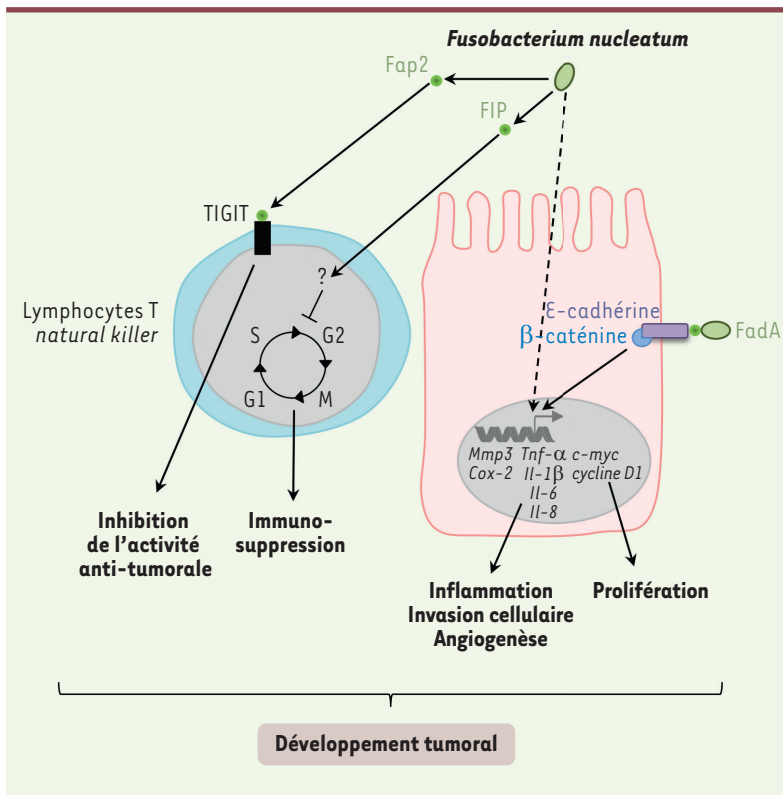 Fusobacterium nucleatum
Fap2
FIP
TIGIT
Lymphocytes T
natural killer
?
S
G2
G1
M
E-cadhérine
β-caténine
FadA
Mmp3 Tnf-α c-myc
Cox-2 Il-1β cycline D1
Il-6
Il-8
Inhibition
de l'activité
anti-tumorale
Immuno-
suppression
Inflammation
Invasion cellulaire
Angiogenèse
Prolifération
Développement tumoral